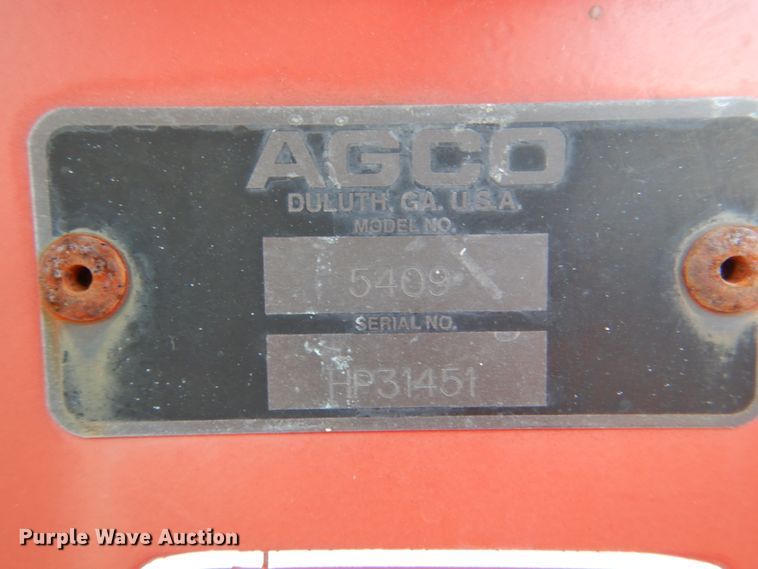 AGCO
DULUTH, GA. U.S.A.
MODEL NO.
5409
SERIAL NO.
HP31451
Purple Wave Auction